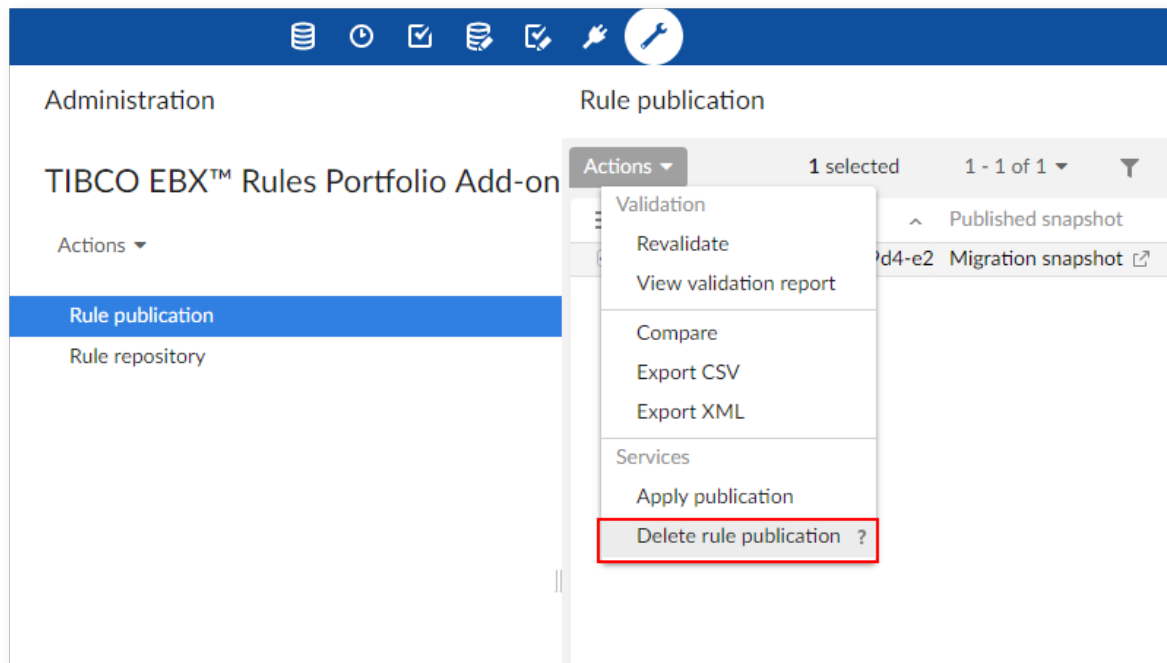 Administration
Rule publication
TIBCO EBX™ Rules Portfolio Add-on
Actions
Rule publication
Rule repository
Actions
1 selected
1 - 1 of 1
Published snapshot
9d4-e2 Migration snapshot
Validation
Revalidate
View validation report
Compare
Export CSV
Export XML
Services
Apply publication
Delete rule publication ?